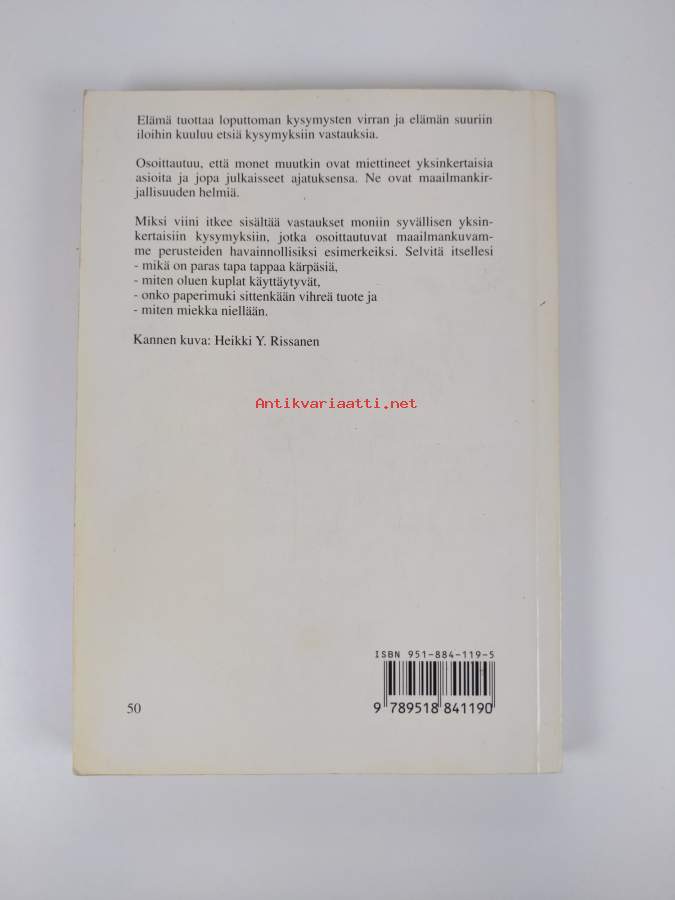 Elämä tuottaa loputtoman kysymysten virran ja elämän suuriin
iloihin kuuluu etsiä kysymyksiin vastauksia.
Osoittautuu, että monet muutkin ovat miettineet yksinkertaisia
asioita ja jopa julkaisseet ajatuksensa. Ne ovat maailmankir-
jallisuuden helmiä.
Miksi viini itkee sisältää vastaukset moniin syvällisen yksin-
kertaisiin kysymyksiin, jotka osoittautuvat maailmankuvam-
me perusteiden havainnollisiksi esimerkeiksi. Selvitä itsellesi
- mikä on paras tapa tappaa kärpäsiä,
- miten oluen kuplat käyttäytyvät,
- onko paperimuki sittenkään vihreä tuote ja
- miten miekka niellään.
Kannen kuva: Heikki Y. Rissanen
Antikvariaatti.net
ISBN 951-884-119-5
9 789518 841190
50